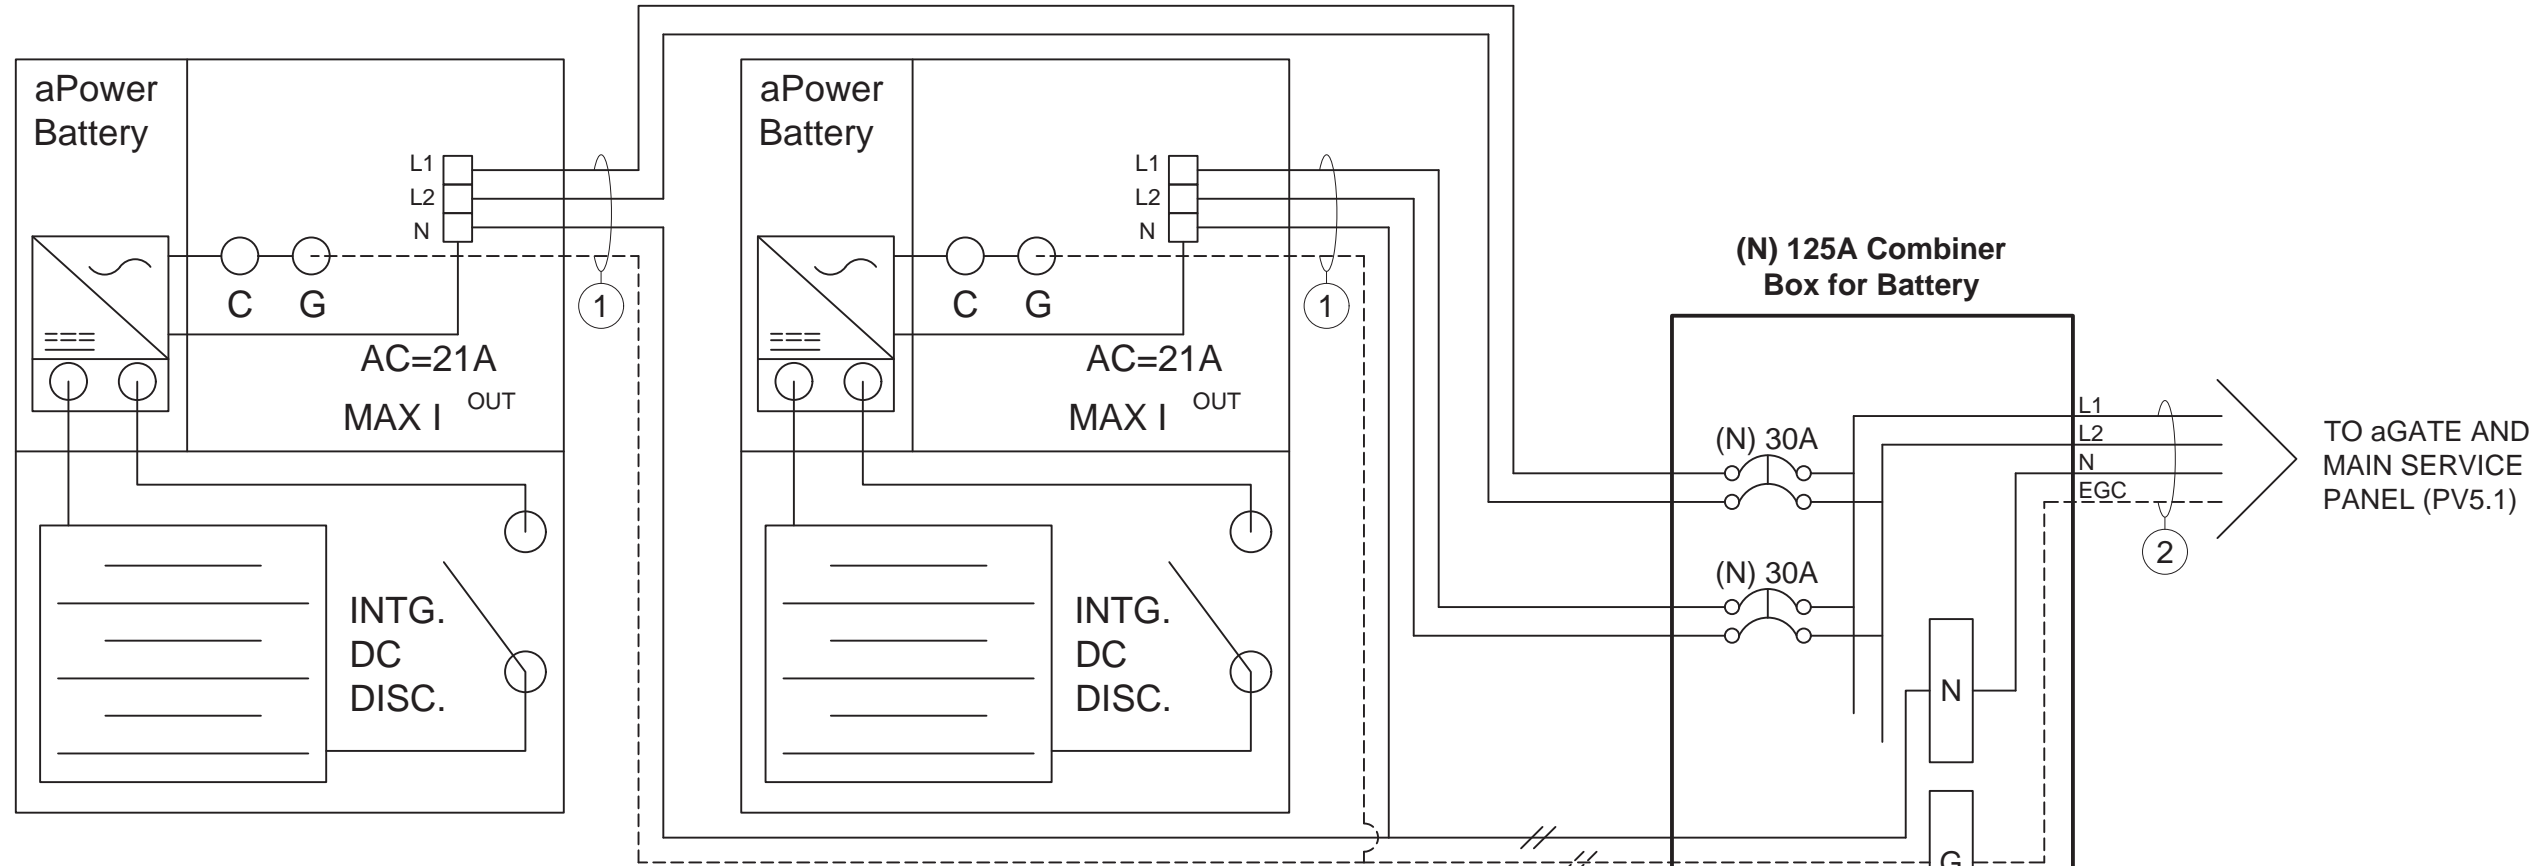 aPower
Battery
L1
L2
N
C
G
1
AC=21A
MAX I OUT
INTG.
DC
DISC.
aPower
Battery
L1
L2
N
C
G
1
AC=21A
MAX I OUT
INTG.
DC
DISC.
(N) 125A Combiner
Box for Battery
(N) 30A
(N) 30A
N
G
L1
L2
N
EGC
2
TO aGATE AND
MAIN SERVICE
PANEL (PV5.1)